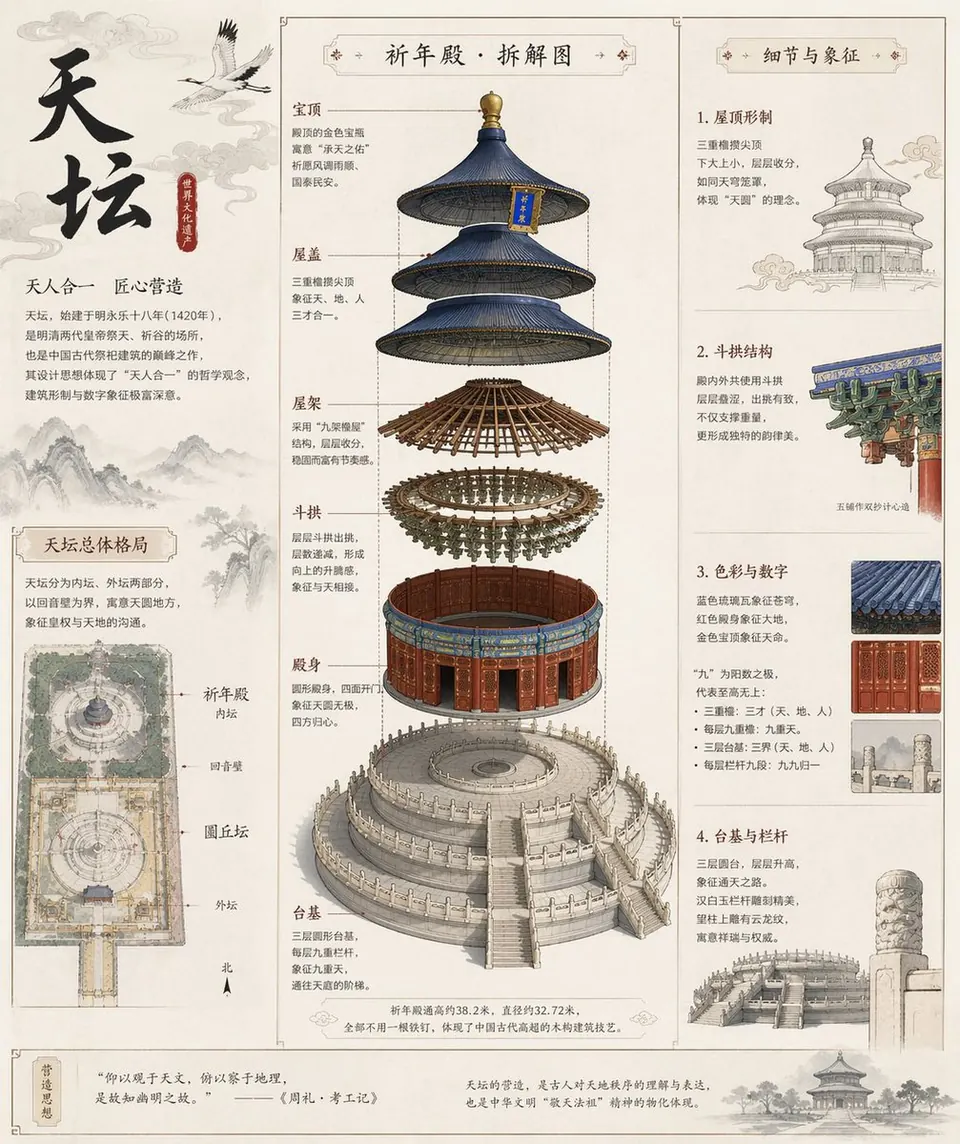 天坛
世界文化遗产
天人合一 匠心营造
天坛，始建于明永乐十八年（1420年），
是明清两代皇帝祭天、祈谷的场所，
也是中国古代祭祀建筑的巅峰之作，
其设计思想体现了“天人合一”的哲学观念，
建筑形制与数字象征极富深意。
天坛总体格局
天坛分为内坛、外坛两部分，
以回音壁为界，寓意天圆地方，
象征皇权与天地的沟通。
祈年殿
内坛
回音壁
圜丘坛
外坛
北
祈年殿·拆解图
宝顶
殿顶的金色宝瓶
寓意“承天之佑”
祈愿风调雨顺、
国泰民安。
祈年殿
屋盖
三重檐攒尖顶
象征天、地、人
三才合一。
屋架
采用“九架檐屋”
结构，层层收分，
稳固而富有节奏感。
斗拱
层层斗拱出挑，
层数递减，形成
向上的升腾感，
象征与天相接。
殿身
圆形殿身，四面开门，
象征天圆无极，
四方归心。
台基
三层圆形台基，
每层九重栏杆，
象征九重天，
通往天庭的阶梯。
祈年殿通高约38.2米，直径约32.72米，
全部不用一根铁钉，体现了中国古代高超的木构建筑技艺。
细节与象征
1. 屋顶形制
三重檐攒尖顶
下大上小，层层收分，
如同天穹笼罩，
体现“天圆”的理念。
2. 斗拱结构
殿内外共使用斗拱
层层叠涩，出挑有致，
不仅支撑重量，
更形成独特的韵律美。
五铺作双抄计心造
3. 色彩与数字
蓝色琉璃瓦象征苍穹，
红色殿身象征大地，
金色宝顶象征天命。
“九”为阳数之极，
代表至高无上：
• 三重檐：三才（天、地、人）
• 每层九重檐：九重天。
• 三层台基：三界（天、地、人）
• 每层栏杆九段：九九归一
4. 台基与栏杆
三层圆台，层层升高，
象征通天之路。
汉白玉栏杆雕刻精美，
望柱上雕有云龙纹，
寓意祥瑞与权威。
营造思想
“仰以观于天文，俯以察于地理，
是故知幽明之故。” ——《周礼·考工记》
天坛的营造，是古人对天地秩序的理解与表达，
也是中华文明“敬天法祖”精神的物化体现。